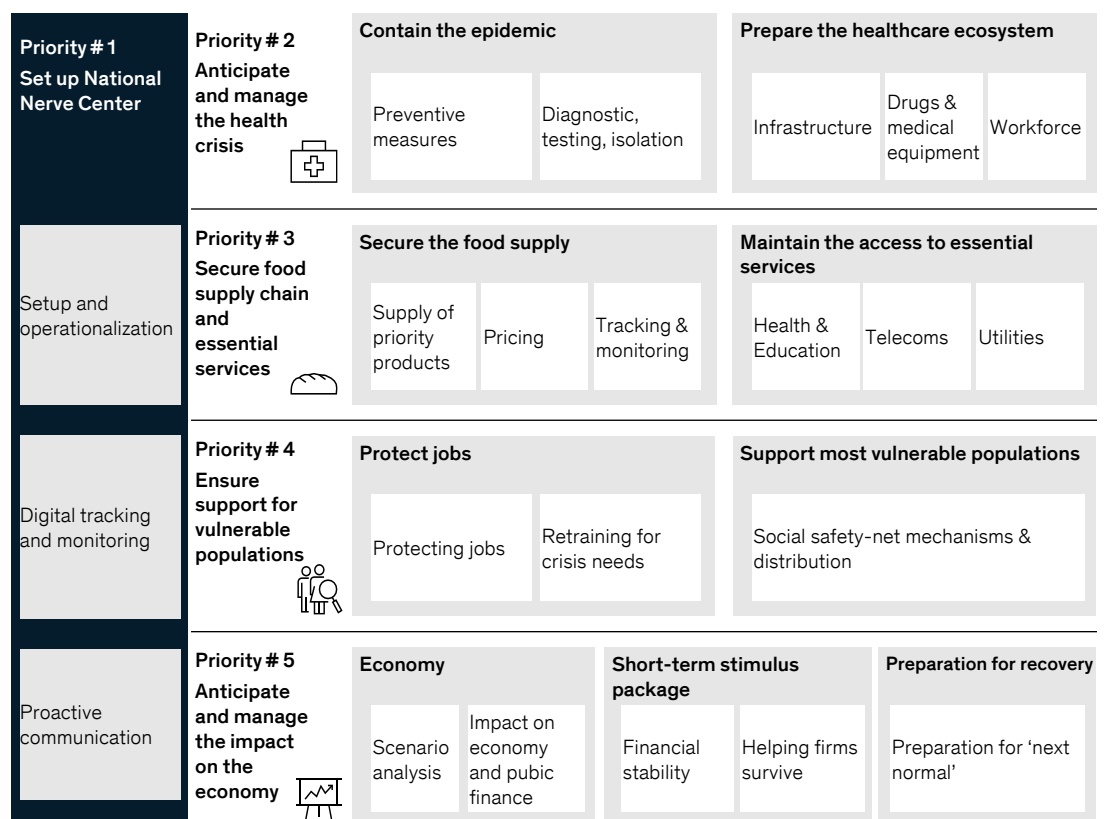 Priority # 1
Set up National
Nerve Center
Setup and
operationalization
Digital tracking
and monitoring
Proactive
communication
Priority # 2
Anticipate
and manage
the health
crisis
Contain the epidemic
Preventive
measures
Diagnostic,
testing, isolation
Prepare the healthcare ecosystem
Infrastructure
Drugs &
medical
equipment
Workforce
Priority # 3
Secure food
supply chain
and
essential
services
Secure the food supply
Supply of
priority
products
Pricing
Tracking &
monitoring
Maintain the access to essential
services
Health &
Education
Telecoms
Utilities
Priority # 4
Ensure
support for
vulnerable
populations
Protect jobs
Protecting jobs
Retraining for
crisis needs
Support most vulnerable populations
Social safety-net mechanisms &
distribution
Priority # 5
Anticipate
and manage
the impact
on the
economy
Economy
Scenario
analysis
Impact on
economy
and pubic
finance
Short-term stimulus
package
Financial
stability
Helping firms
survive
Preparation for recovery
Preparation for ‘next
normal’